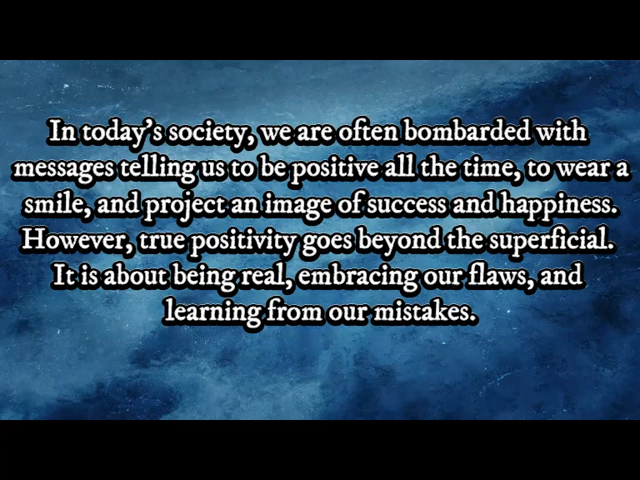 In today's society, we are often bombarded with
messages telling us to be positive all the time, to wear a
smile, and project an image of success and happiness.
However, true positivity goes beyond the superficial.
It is about being real, embracing our flaws, and
learning from our mistakes.